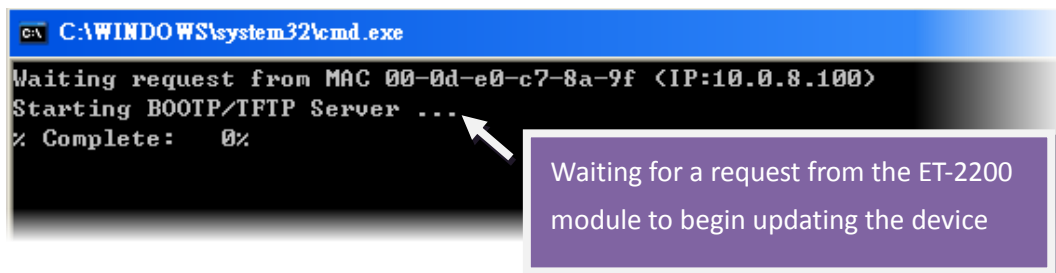 C:\WINDOWS\system32\cmd.exe
Waiting request from MAC 00-0d-e0-c7-8a-9f <IP:10.0.8.100>
Starting BOOTP/TFTP Server ...
% Complete:   0%
Waiting for a request from the ET-2200
module to begin updating the device